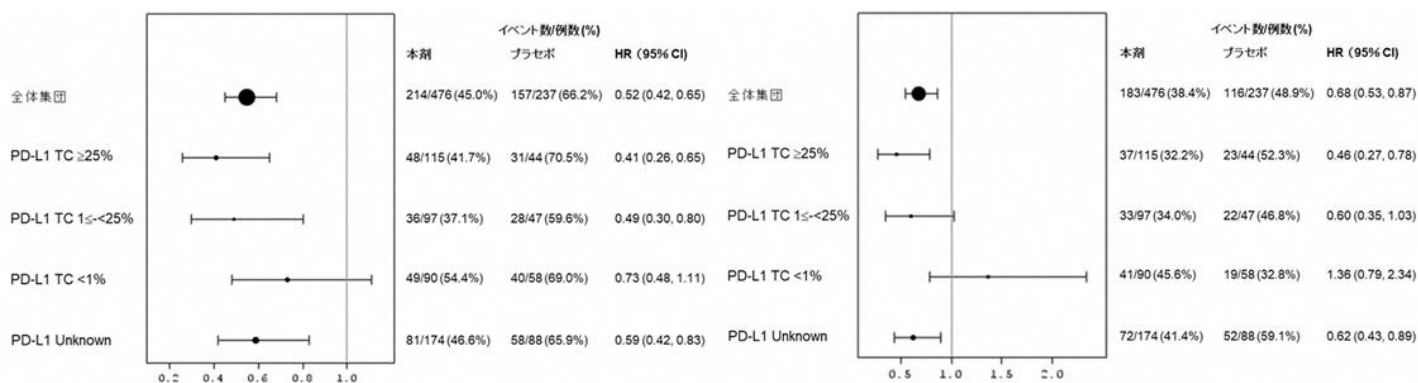 イベント数/例数(%)
本剤 プラセボ HR (95% CI)
全体集団 214/476 (45.0%) 157/237 (66.2%) 0.52 (0.42, 0.65)
PD-L1 TC ≥25% 48/115 (41.7%) 31/44 (70.5%) 0.41 (0.26, 0.65)
PD-L1 TC 1≤-<25% 36/97 (37.1%) 28/47 (59.6%) 0.49 (0.30, 0.80)
PD-L1 TC <1% 49/90 (54.4%) 40/58 (69.0%) 0.73 (0.48, 1.11)
PD-L1 Unknown 81/174 (46.6%) 58/88 (65.9%) 0.59 (0.42, 0.83)
0.2 0.4 0.6 0.8 1.0
イベント数/例数(%)
本剤 プラセボ HR (95% CI)
全体集団 183/476 (38.4%) 116/237 (48.9%) 0.68 (0.53, 0.87)
PD-L1 TC ≥25% 37/115 (32.2%) 23/44 (52.3%) 0.46 (0.27, 0.78)
PD-L1 TC 1≤-<25% 33/97 (34.0%) 22/47 (46.8%) 0.60 (0.35, 1.03)
PD-L1 TC <1% 41/90 (45.6%) 19/58 (32.8%) 1.36 (0.79, 2.34)
PD-L1 Unknown 72/174 (41.4%) 52/88 (59.1%) 0.62 (0.43, 0.89)
0.5 1.0 1.5 2.0